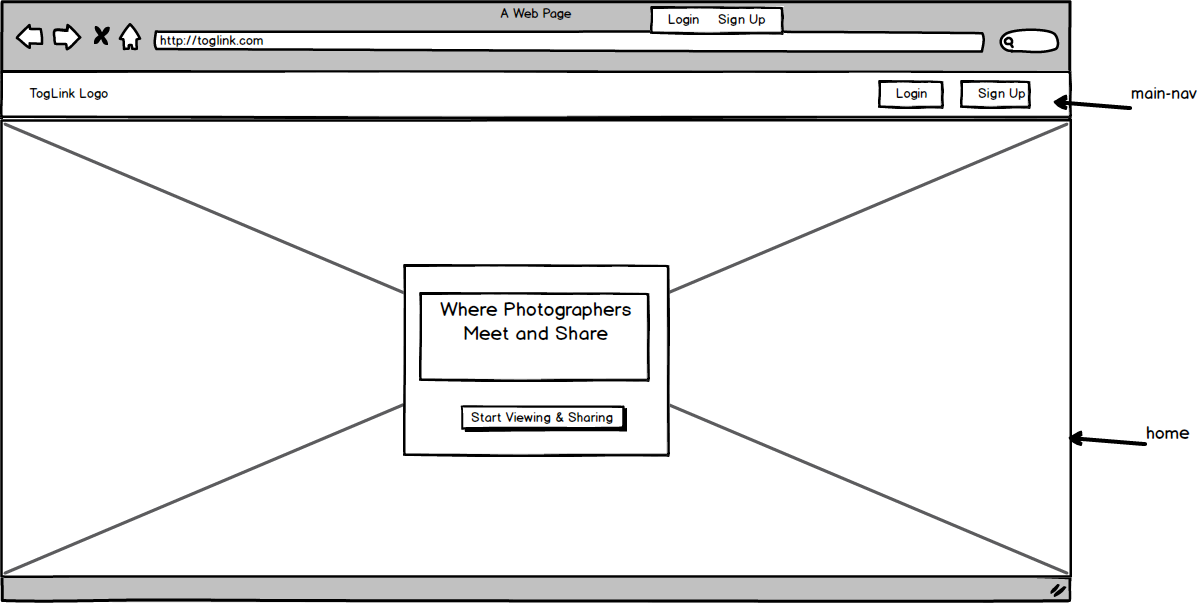 A Web Page
Login Sign Up
http://toglink.com
TogLink Logo
Login
Sign Up
main-nav
Where Photographers
Meet and Share
Start Viewing & Sharing
home